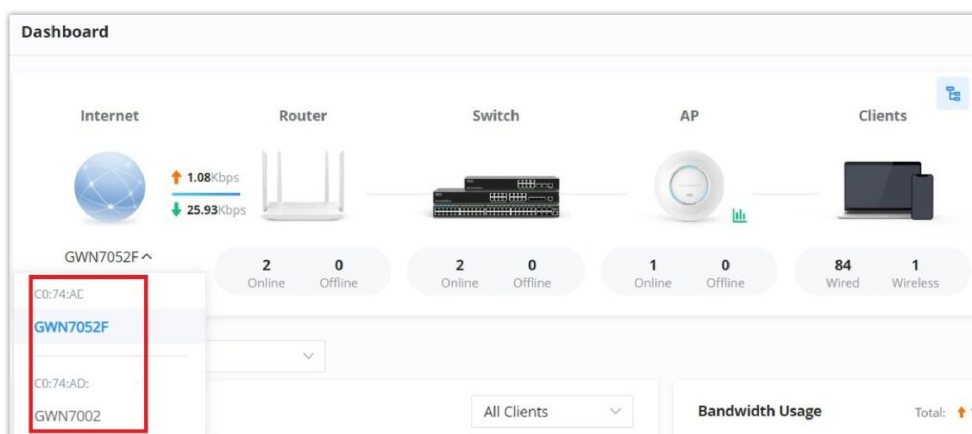 Dashboard
Internet Router Switch AP Clients
1.08Kbps
25.93Kbps
GWN7052F
2 0 2 0 1 0 84 1
Online Offline Online Offline Online Offline Wired Wireless
C0:74:AD
GWN7052F
C0:74:AD:
GWN7002
All Clients
Bandwidth Usage Total: